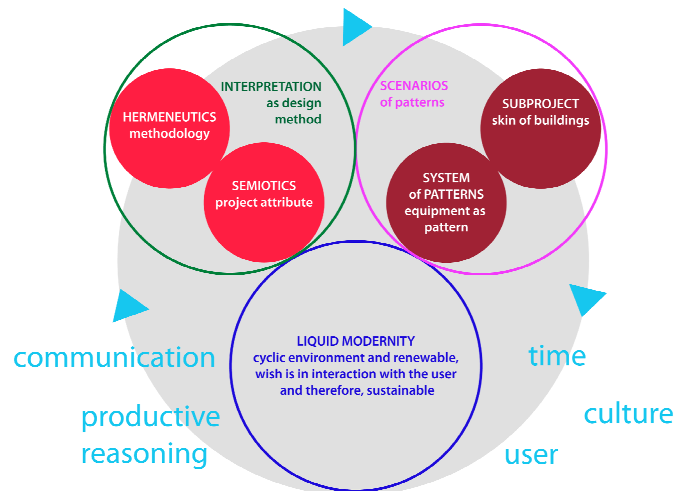 INTERPRETATION
as design
method
HERMENEUTICS
methodology
SEMIOTICS
project attribute
SCENARIOS
of patterns
SUBPROJECT
skin of buildings
SYSTEM
of PATTERNS
equipment as
pattern
LIQUID MODERNITY
cyclic environment and renewable,
wish is in interaction with the user
and therefore, sustainable
communication
productive
reasoning
time
culture
user